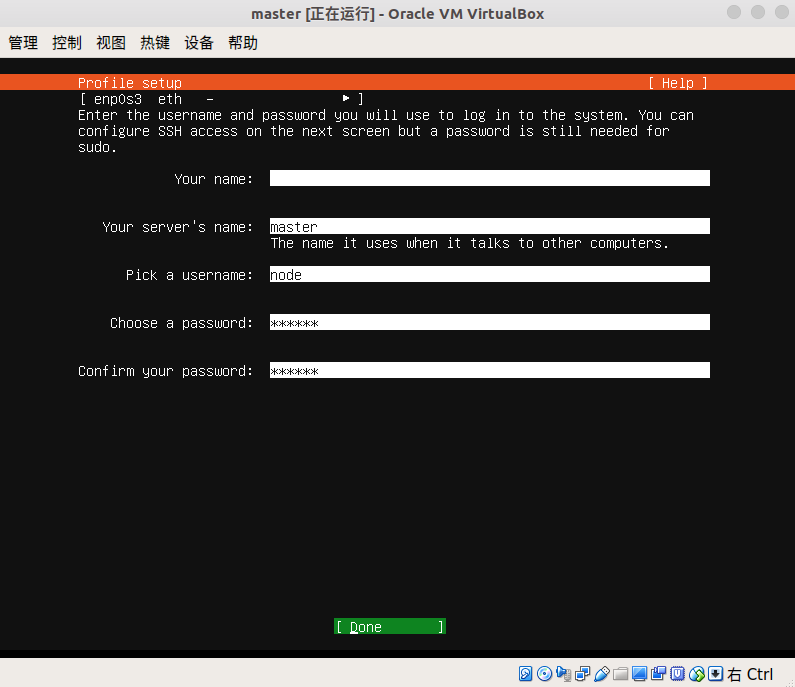 master [正在运行] - Oracle VM VirtualBox
管理 控制 视图 热键 设备 帮助
Profile setup [ Help ]
[ enp0s3 eth - ▸ ]
Enter the username and password you will use to log in to the system. You can
configure SSH access on the next screen but a password is still needed for
sudo.
Your name:
Your server's name: master
The name it uses when it talks to other computers.
Pick a username: node
Choose a password: ******
Confirm your password: ******
[ Done ]
右 Ctrl